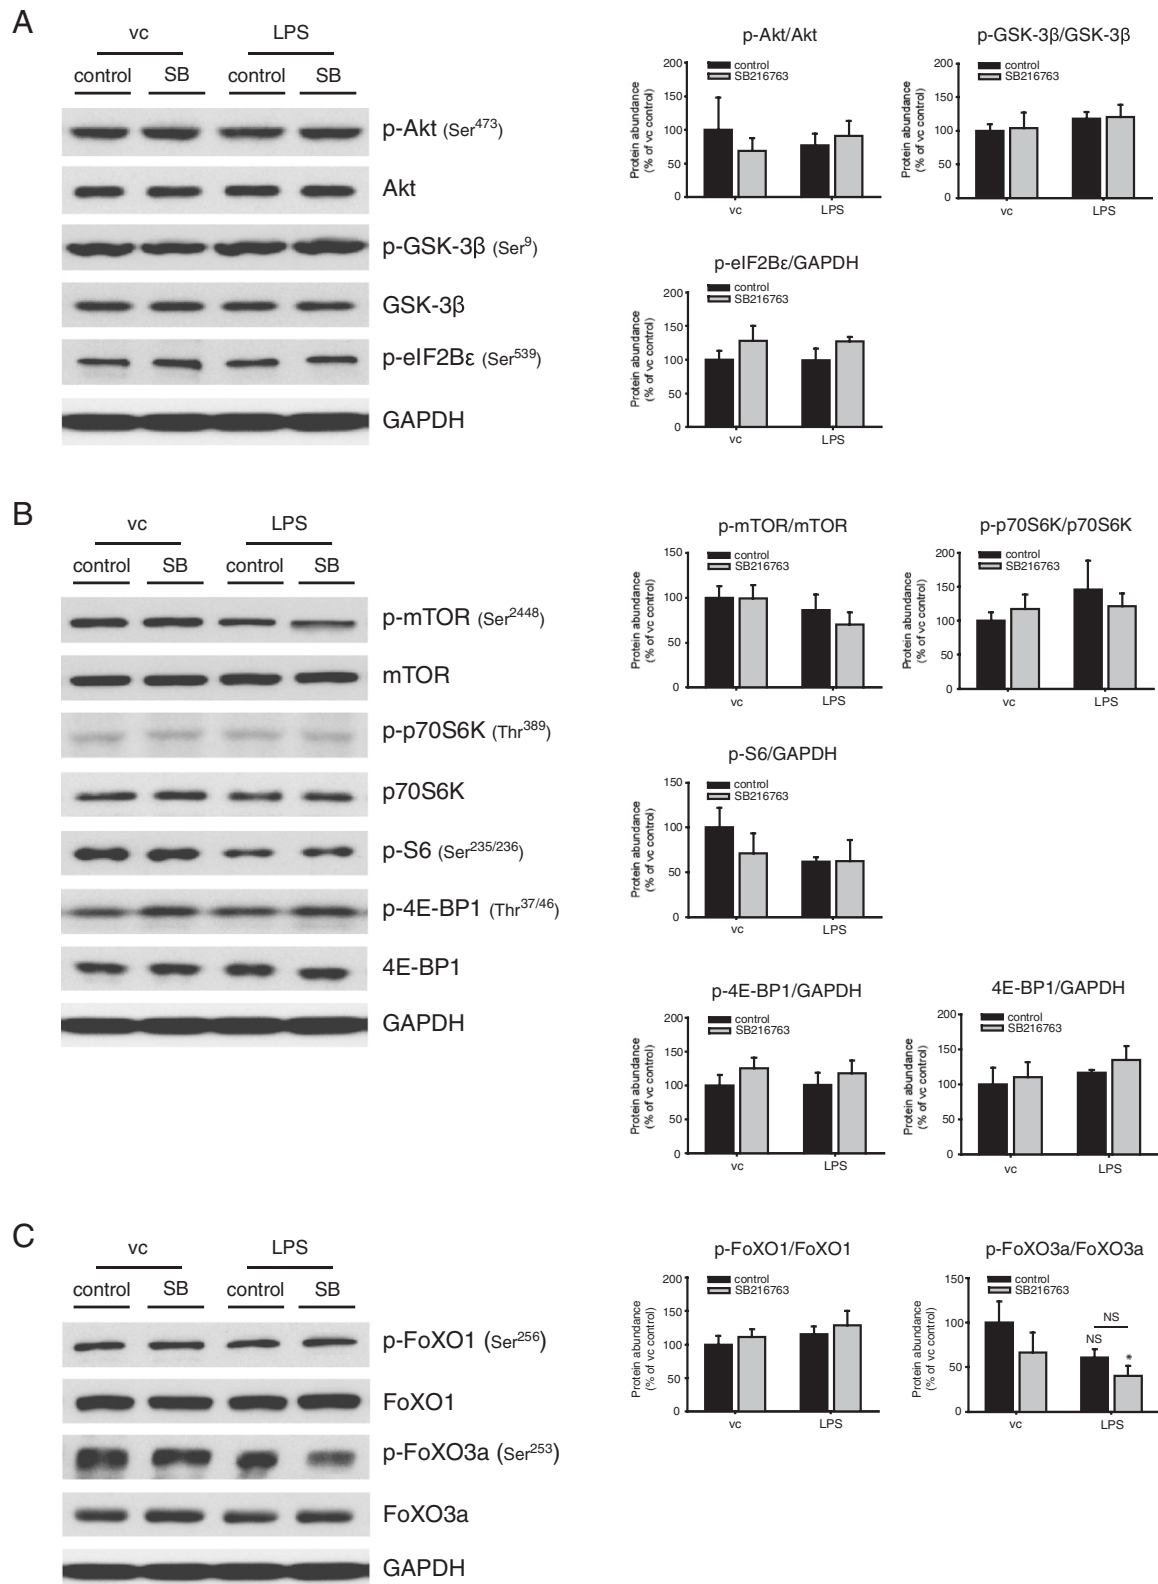 A
vc LPS
control SB control SB
p-Akt (Ser473)
Akt
p-GSK-3β (Ser9)
GSK-3β
p-eIF2Bε (Ser539)
GAPDH
p-Akt/Akt
control
SB216763
Protein abundance
(% of vc control)
200
150
100
50
0
vc LPS
p-GSK-3β/GSK-3β
control
SB216763
Protein abundance
(% of vc control)
200
150
100
50
0
vc LPS
p-eIF2Bε/GAPDH
control
SB216763
Protein abundance
(% of vc control)
200
150
100
50
0
vc LPS
B
vc LPS
control SB control SB
p-mTOR (Ser2448)
mTOR
p-p70S6K (Thr389)
p70S6K
p-S6 (Ser235/236)
p-4E-BP1 (Thr37/46)
4E-BP1
GAPDH
p-mTOR/mTOR
control
SB216763
Protein abundance
(% of vc control)
150
100
50
0
vc LPS
p-p70S6K/p70S6K
control
SB216763
Protein abundance
(% of vc control)
200
150
100
50
0
vc LPS
p-S6/GAPDH
control
SB216763
Protein abundance
(% of vc control)
150
100
50
0
vc LPS
p-4E-BP1/GAPDH
control
SB216763
Protein abundance
(% of vc control)
200
150
100
50
0
vc LPS
4E-BP1/GAPDH
control
SB216763
Protein abundance
(% of vc control)
200
150
100
50
0
vc LPS
C
vc LPS
control SB control SB
p-FoXO1 (Ser256)
FoXO1
p-FoXO3a (Ser253)
FoXO3a
GAPDH
p-FoXO1/FoXO1
control
SB216763
Protein abundance
(% of vc control)
200
150
100
50
0
vc LPS
p-FoXO3a/FoXO3a
control
SB216763
Protein abundance
(% of vc control)
150
100
50
0
NS
NS
*
vc LPS